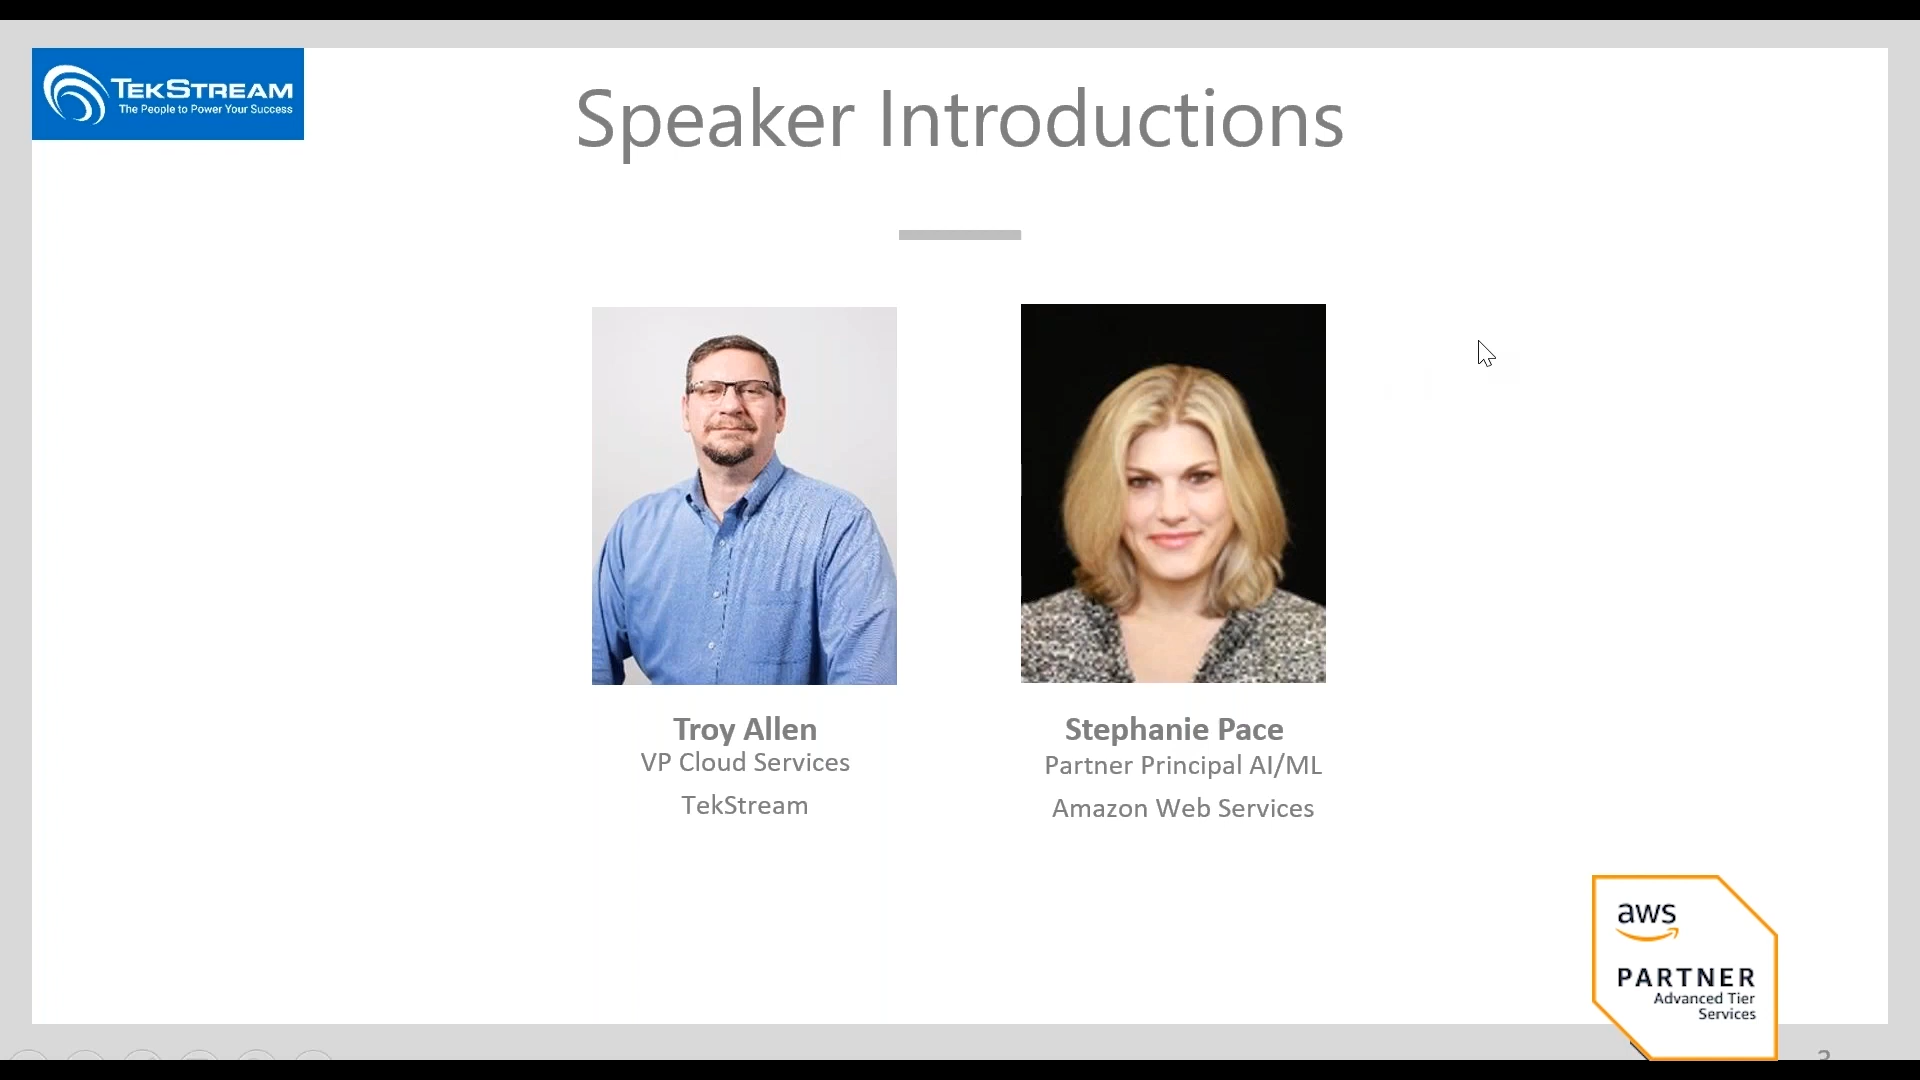 TEKSTREAM
The People to Power Your Success
Speaker Introductions
Troy Allen
VP Cloud Services
TekStream
Stephanie Pace
Partner Principal AI/ML
Amazon Web Services
aws
PARTNER
Advanced Tier
Services